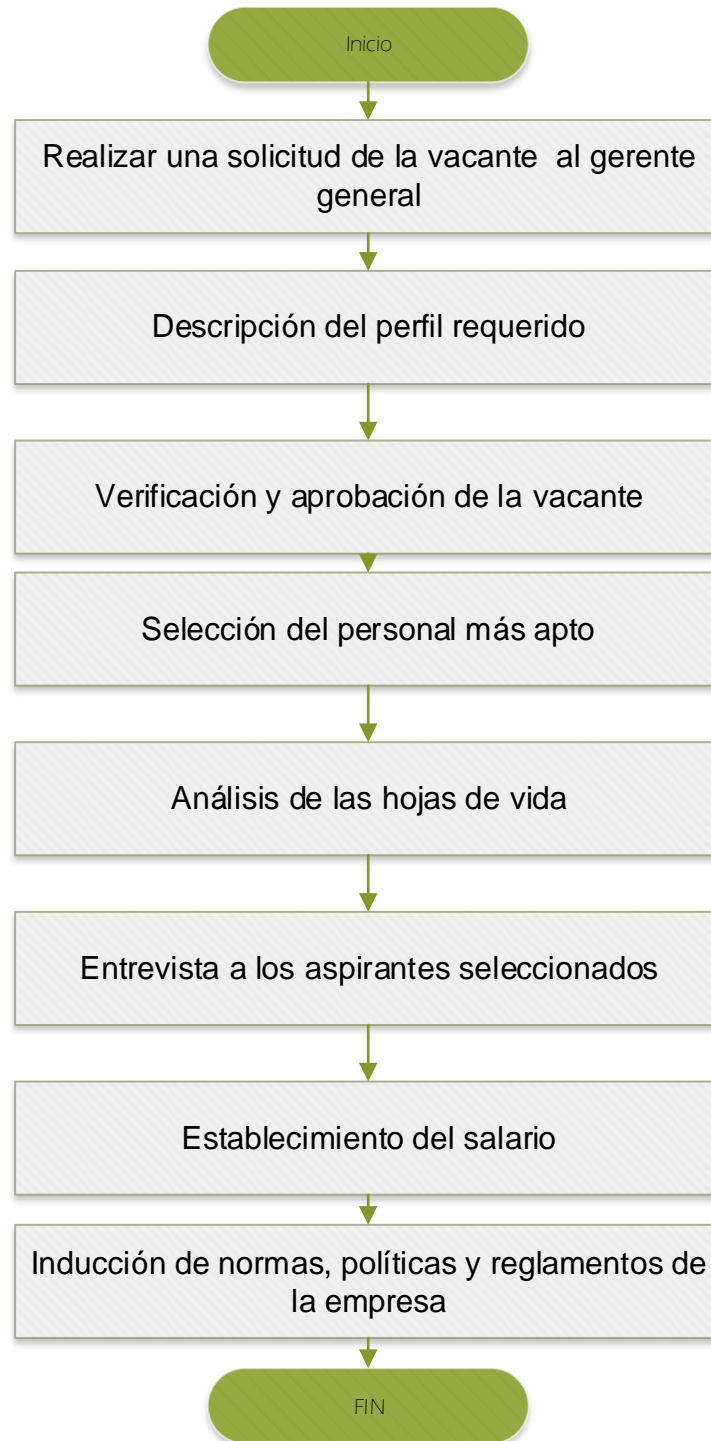 Inicio
Realizar una solicitud de la vacante al gerente
general
Descripción del perfil requerido
Verificación y aprobación de la vacante
Selección del personal más apto
Análisis de las hojas de vida
Entrevista a los aspirantes seleccionados
Establecimiento del salario
Inducción de normas, políticas y reglamentos de
la empresa
FIN